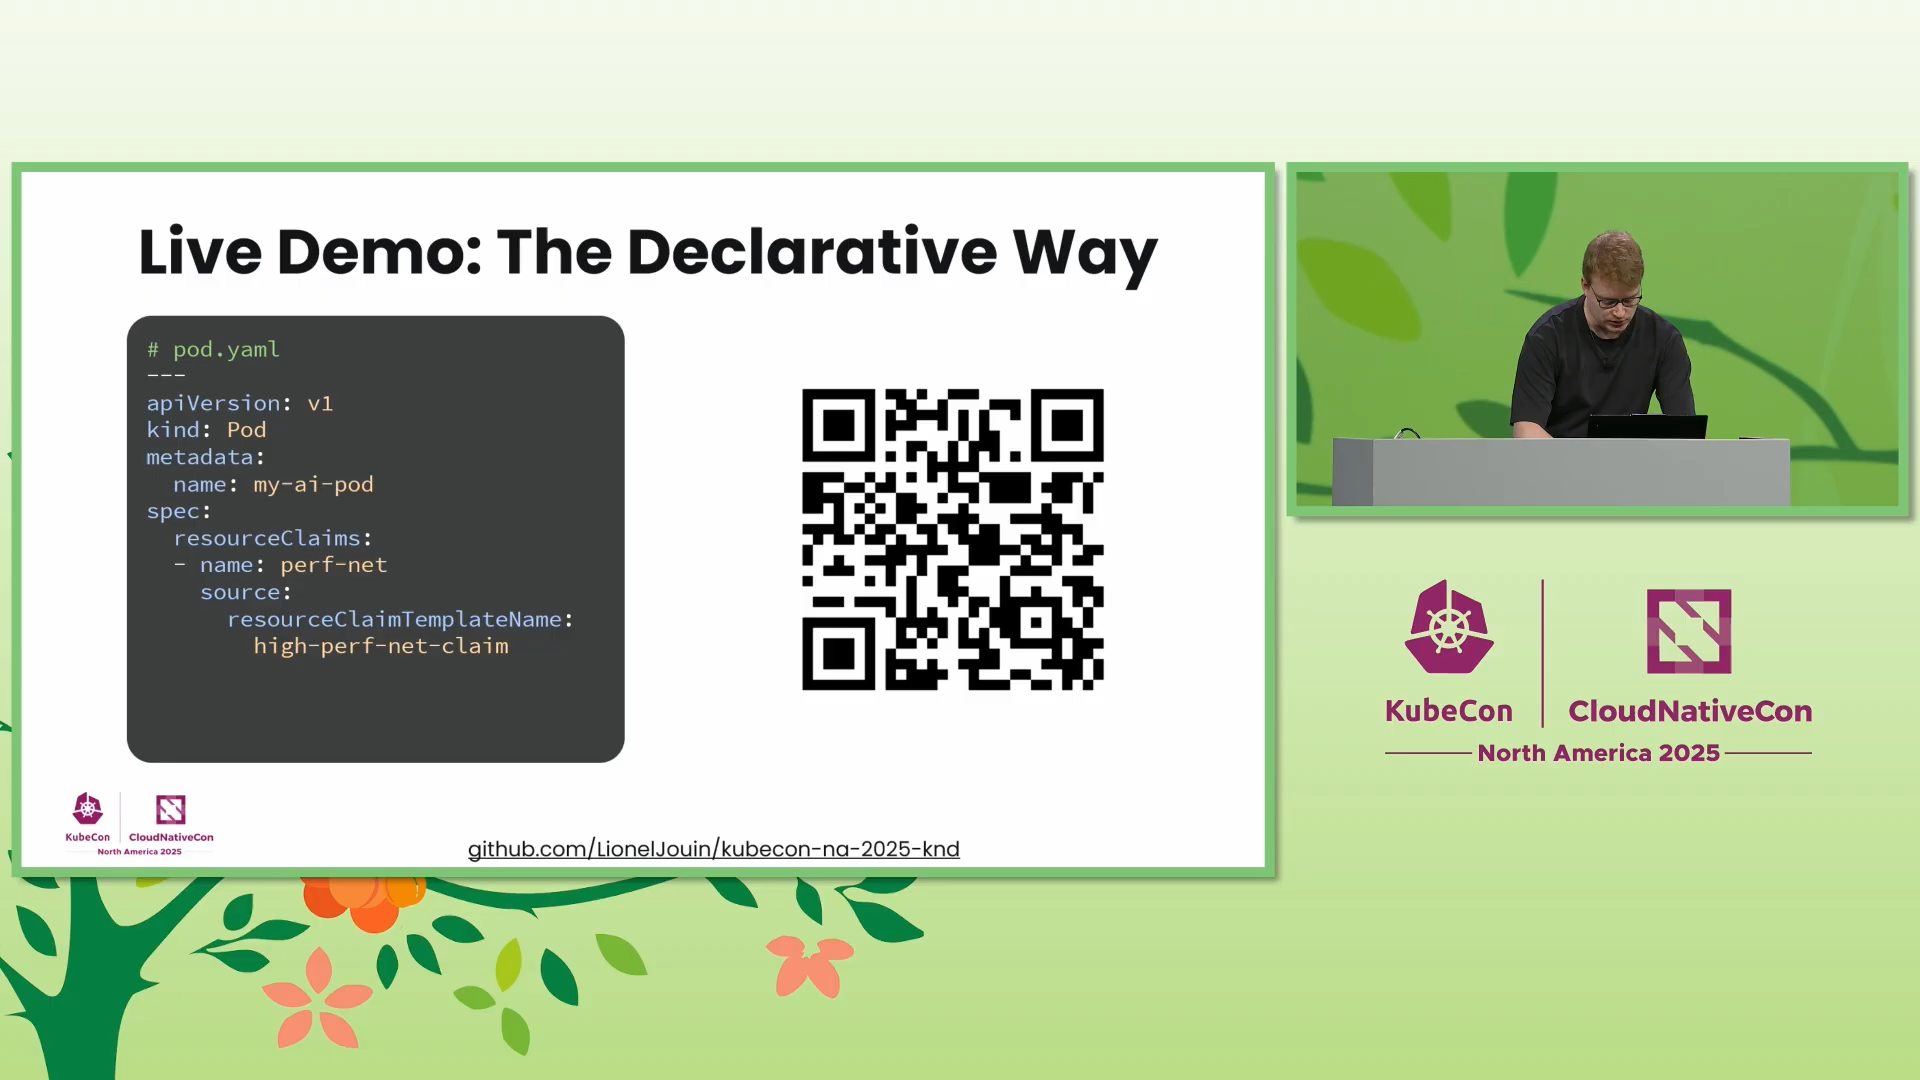 Live Demo: The Declarative Way
# pod.yaml
---
apiVersion: v1
kind: Pod
metadata:
  name: my-ai-pod
spec:
  resourceClaims:
  - name: perf-net
    source:
      resourceClaimTemplateName:
        high-perf-net-claim
KubeCon
CloudNativeCon
North America 2025
github.com/LionelJouin/kubecon-na-2025-knd
KubeCon
CloudNativeCon
North America 2025